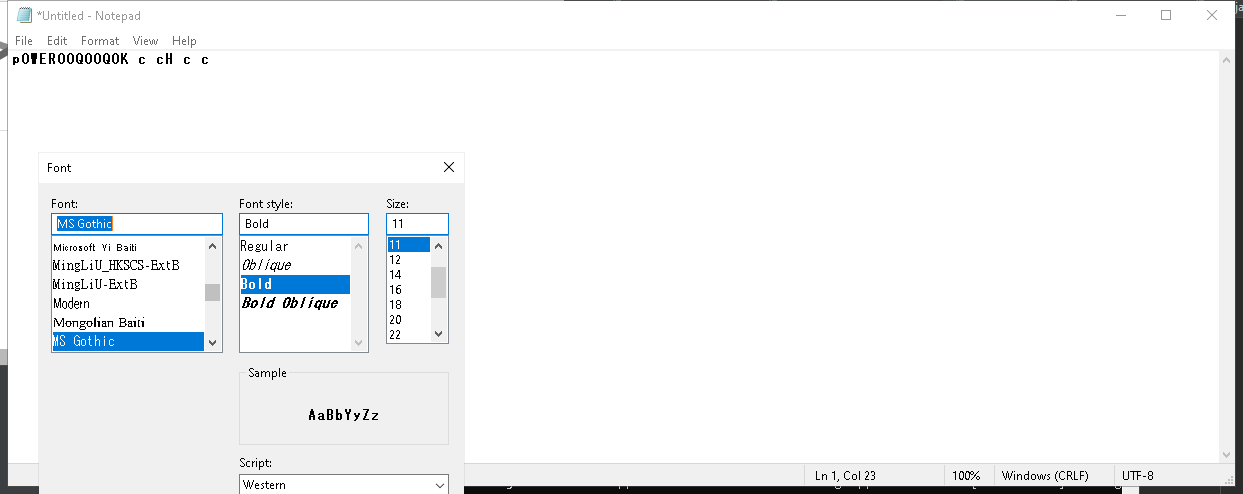 *Untitled - Notepad
File Edit Format View Help
pOWEROOQOOQOK c cH c c
Font
Font: Font style: Size:
MS Gothic Bold 11
Microsoft Yi Baiti Regular 11
MingLiU_HKSCS-ExtB Oblique 12
MingLiU-ExtB Bold 14
Modern Bold Oblique 16
Mongolian Baiti 18
MS Gothic 20
22
Sample
AaBbYyZz
Script:
Western
Ln 1, Col 23 100% Windows (CRLF) UTF-8